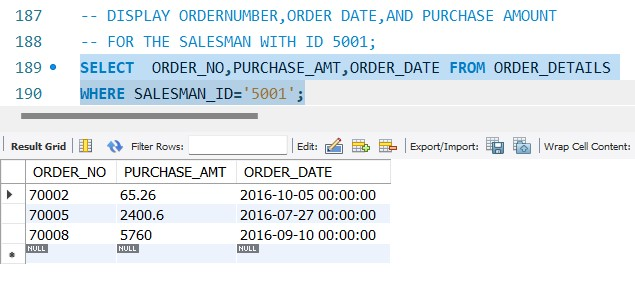 187 -- DISPLAY ORDERNUMBER,ORDER DATE,AND PURCHASE AMOUNT
188 -- FOR THE SALESMAN WITH ID 5001;
189 SELECT ORDER_NO,PURCHASE_AMT,ORDER_DATE FROM ORDER_DETAILS
190 WHERE SALESMAN_ID='5001';
Result Grid Filter Rows: Edit: Export/Import: Wrap Cell Content:
ORDER_NO PURCHASE_AMT ORDER_DATE
70002 65.26 2016-10-05 00:00:00
70005 2400.6 2016-07-27 00:00:00
70008 5760 2016-09-10 00:00:00
NULL NULL NULL